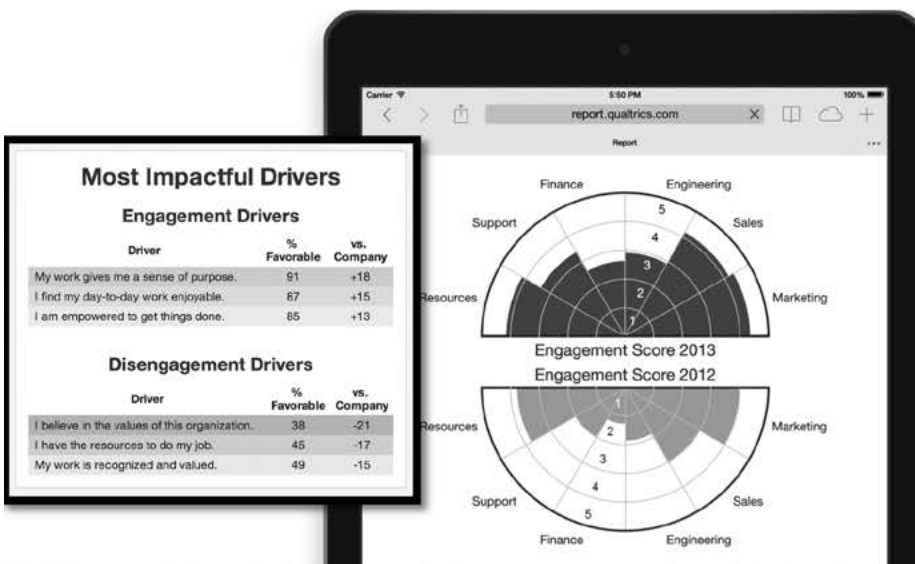 Most Impactful Drivers
Engagement Drivers
Driver % Favorable vs. Company
My work gives me a sense of purpose. 91 +18
I find my day-to-day work enjoyable. 87 +15
I am empowered to get things done. 85 +13
Disengagement Drivers
Driver % Favorable vs. Company
I believe in the values of this organization. 38 -21
I have the resources to do my job. 45 -17
My work is recognized and valued. 49 -15
Carrier 5:50 PM 100%
report.qualtrics.com
Report
Finance Engineering
Support Sales
Resources Marketing
5
4
3
2
1
Engagement Score 2013
Engagement Score 2012
1
2
3
4
5
Resources Marketing
Support Sales
Finance Engineering